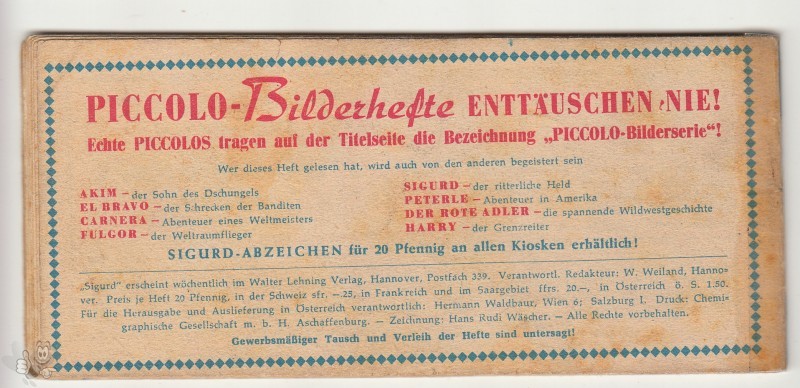 PICCOLO-Bilderhefte ENTTÄUSCHEN NIE!
Echte PICCOLOS tragen auf der Titelseite die Bezeichnung „PICCOLO-Bilderserie"!
Wer dieses Heft gelesen hat, wird auch von den anderen begeistert sein
AKIM – der Sohn des Dschungels
EL BRAVO – der Schrecken der Banditen
CARNERA – Abenteuer eines Weltmeisters
FULGOR – der Weltraumflieger
SIGURD – der ritterliche Held
PETERLE – Abenteuer in Amerika
DER ROTE ADLER – die spannende Wildwestgeschichte
HARRY – der Grenzreiter
SIGURD-ABZEICHEN für 20 Pfennig an allen Kiosken erhältlich!
„Sigurd" erscheint wöchentlich im Walter Lehning Verlag, Hannover, Postfach 339. Verantwortl. Redakteur: W. Weiland, Hanno-
ver. Preis je Heft 20 Pfennig, in der Schweiz sfr. –.25, in Frankreich und im Saargebiet ffrs. 20.–, in Österreich ö. S. 1.50.
Für die Herausgabe und Auslieferung in Österreich verantwortlich: Hermann Waldbaur, Wien 6; Salzburg I. Druck: Chemi-
graphische Gesellschaft m. b. H. Aschaffenburg. – Zeichnung: Hans Rudi Wäscher. – Alle Rechte vorbehalten.
Gewerbsmäßiger Tausch und Verleih der Hefte sind untersagt!